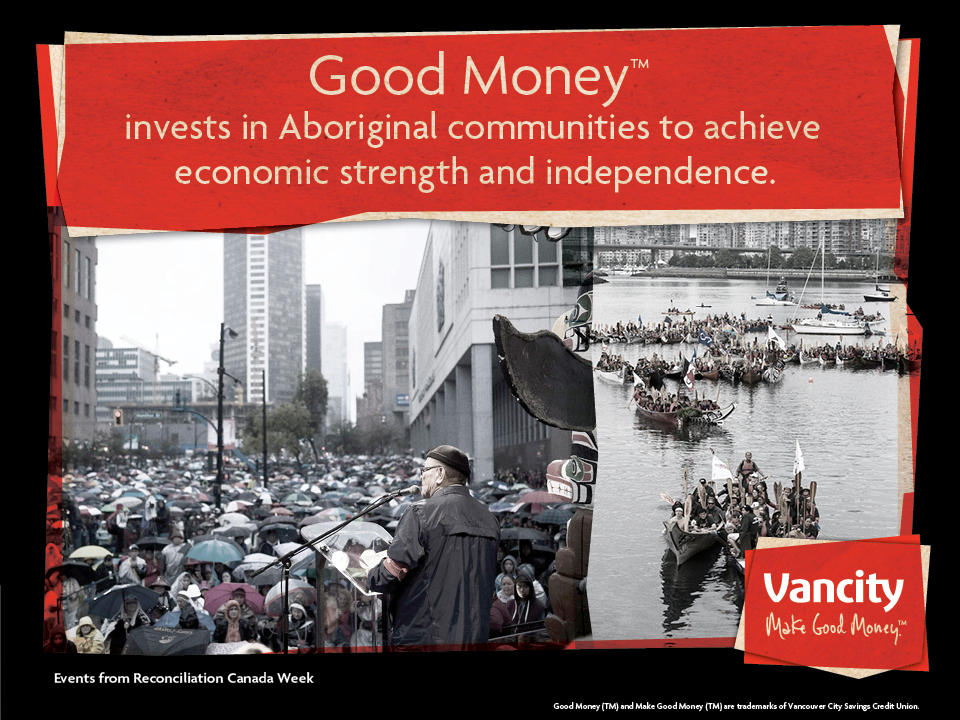 Good Money™
invests in Aboriginal communities to achieve
economic strength and independence.
Vancity
Make Good Money.™
Events from Reconciliation Canada Week
Good Money (TM) and Make Good Money (TM) are trademarks of Vancouver City Savings Credit Union.